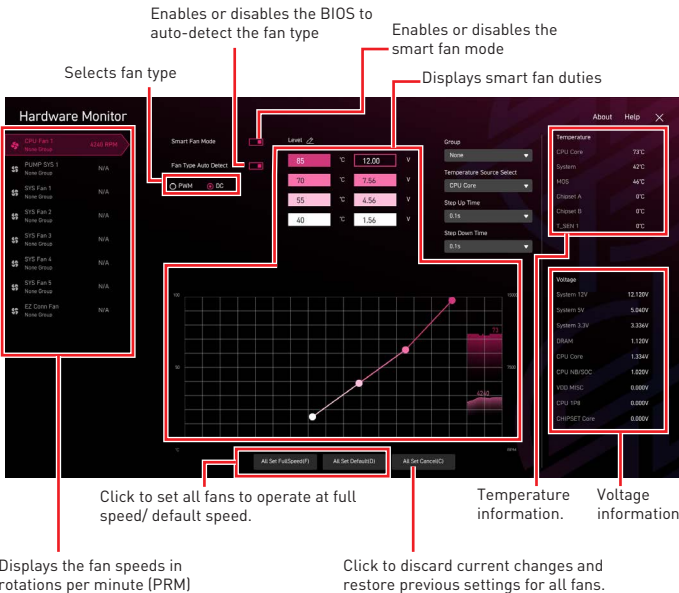 Enables or disables the BIOS to
auto-detect the fan type
Enables or disables the
smart fan mode
Selects fan type
Displays smart fan duties
Hardware Monitor
About Help
CPU Fan 1
None Group
4265 RPM
PUMP SYS 1
None Group
N/A
SYS Fan 1
None Group
N/A
SYS Fan 2
None Group
N/A
SYS Fan 3
None Group
N/A
SYS Fan 4
None Group
N/A
SYS Fan 5
None Group
N/A
EZ Conn Fan
None Group
N/A
Smart Fan Mode
Fan Type Auto Detect
PWM DC
Level
85 °C 12.00 V
70 °C 7.56 V
55 °C 4.56 V
40 °C 1.56 V
Group
None
Temperature Source Select
CPU Core
Step Up Time
0.1s
Step Down Time
0.1s
Temperature
CPU Core 73°C
System 42°C
MOS 46°C
Chipset A 0°C
Chipset B 0°C
T_SEN 1 0°C
Voltage
System 12V 12.120V
System 5V 5.040V
System 3.3V 3.336V
DRAM 1.120V
CPU Core 1.334V
CPU NB/SOC 1.020V
VDD MISC 0.000V
CPU 1P8 0.000V
CHIPSET Core 0.000V
100
73
50
4260
°C
RPM
All Set FullSpeed(F) All Set Default(D) All Set Cancel(C)
Click to set all fans to operate at full
speed/ default speed.
Temperature
information.
Voltage
information
Displays the fan speeds in
rotations per minute (PRM)
Click to discard current changes and
restore previous settings for all fans.